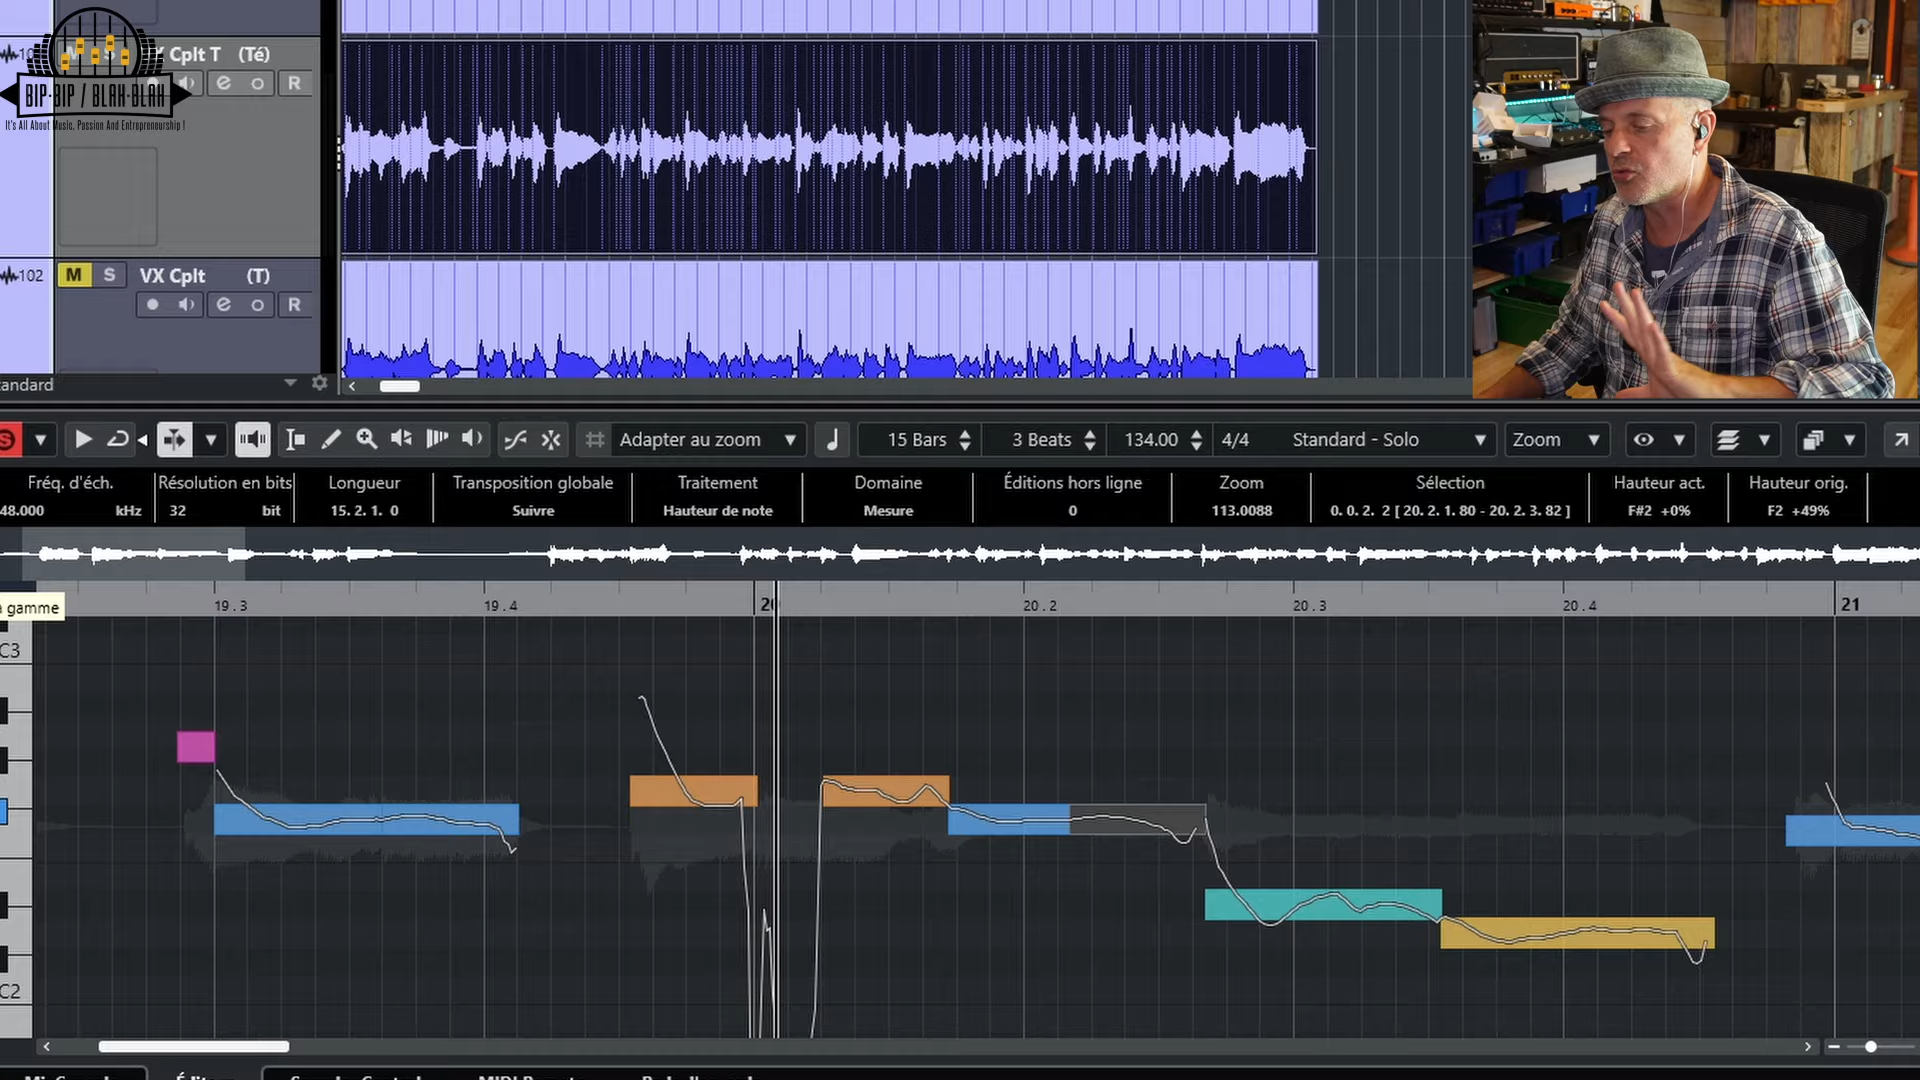 Cplt T (Té)
e o R
BIP·BIP / BLAH·BLAH
It's All About Music, Passion And Entrepreneurship !
102 M S VX Cplt (T)
e o R
S
Adapter au zoom
15 Bars 3 Beats 134.00 4/4 Standard - Solo Zoom
Fréq. d'éch. Résolution en bits Longueur Transposition globale Traitement Domaine Éditions hors ligne Zoom Sélection Hauteur act. Hauteur orig.
48.000 kHz 32 bit 15. 2. 1. 0 Suivre Hauteur de note Mesure 0 113.0088 0. 0. 2. 2 [ 20. 2. 1. 80 - 20. 2. 3. 82 ] F#2 +0% F2 +49%
gamme 19.3 19.4 20.2 20.3 20.4 21
C3
C2